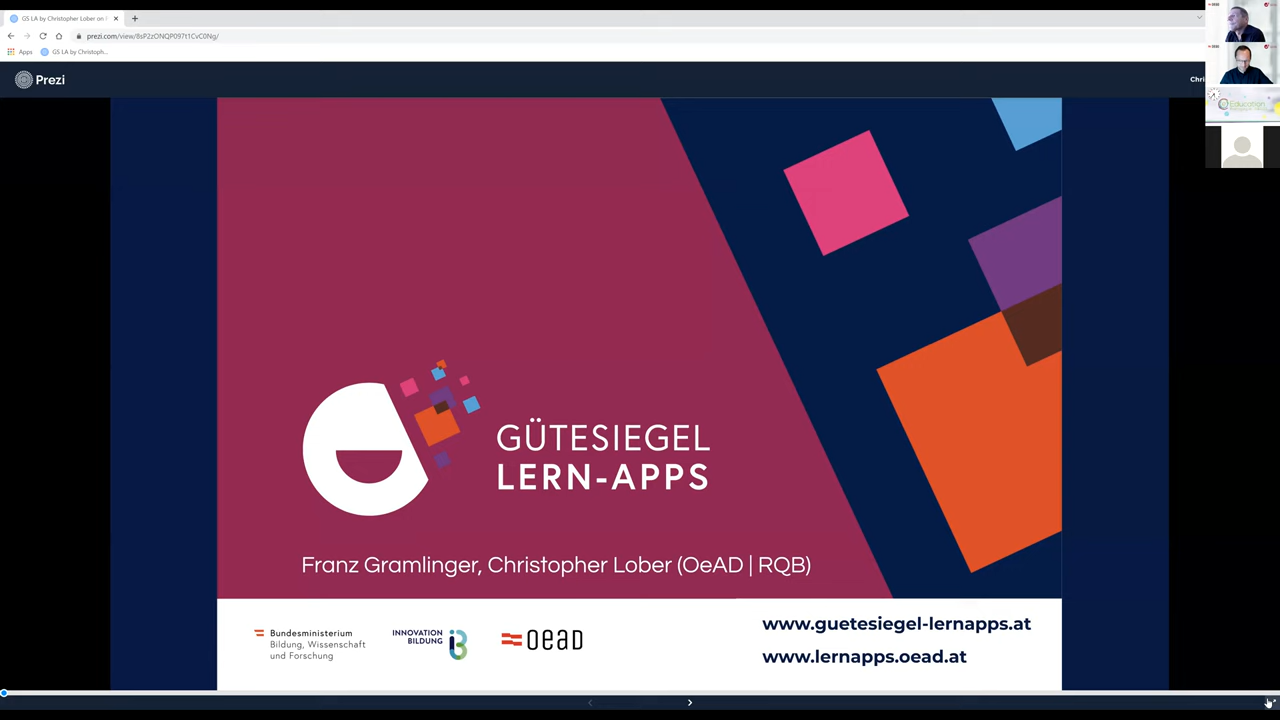 GS LA by Christopher Lober on
prezi.com/view/8sP2zONQP097t1CvC0Ng/
Apps
GS LA by Christoph...
Prezi
Chri
Education
GÜTESIEGEL
LERN-APPS
Franz Gramlinger, Christopher Lober (OeAD | RQB)
Bundesministerium
Bildung, Wissenschaft
und Forschung
INNOVATION
BILDUNG
oead
www.guetesiegel-lernapps.at
www.lernapps.oead.at